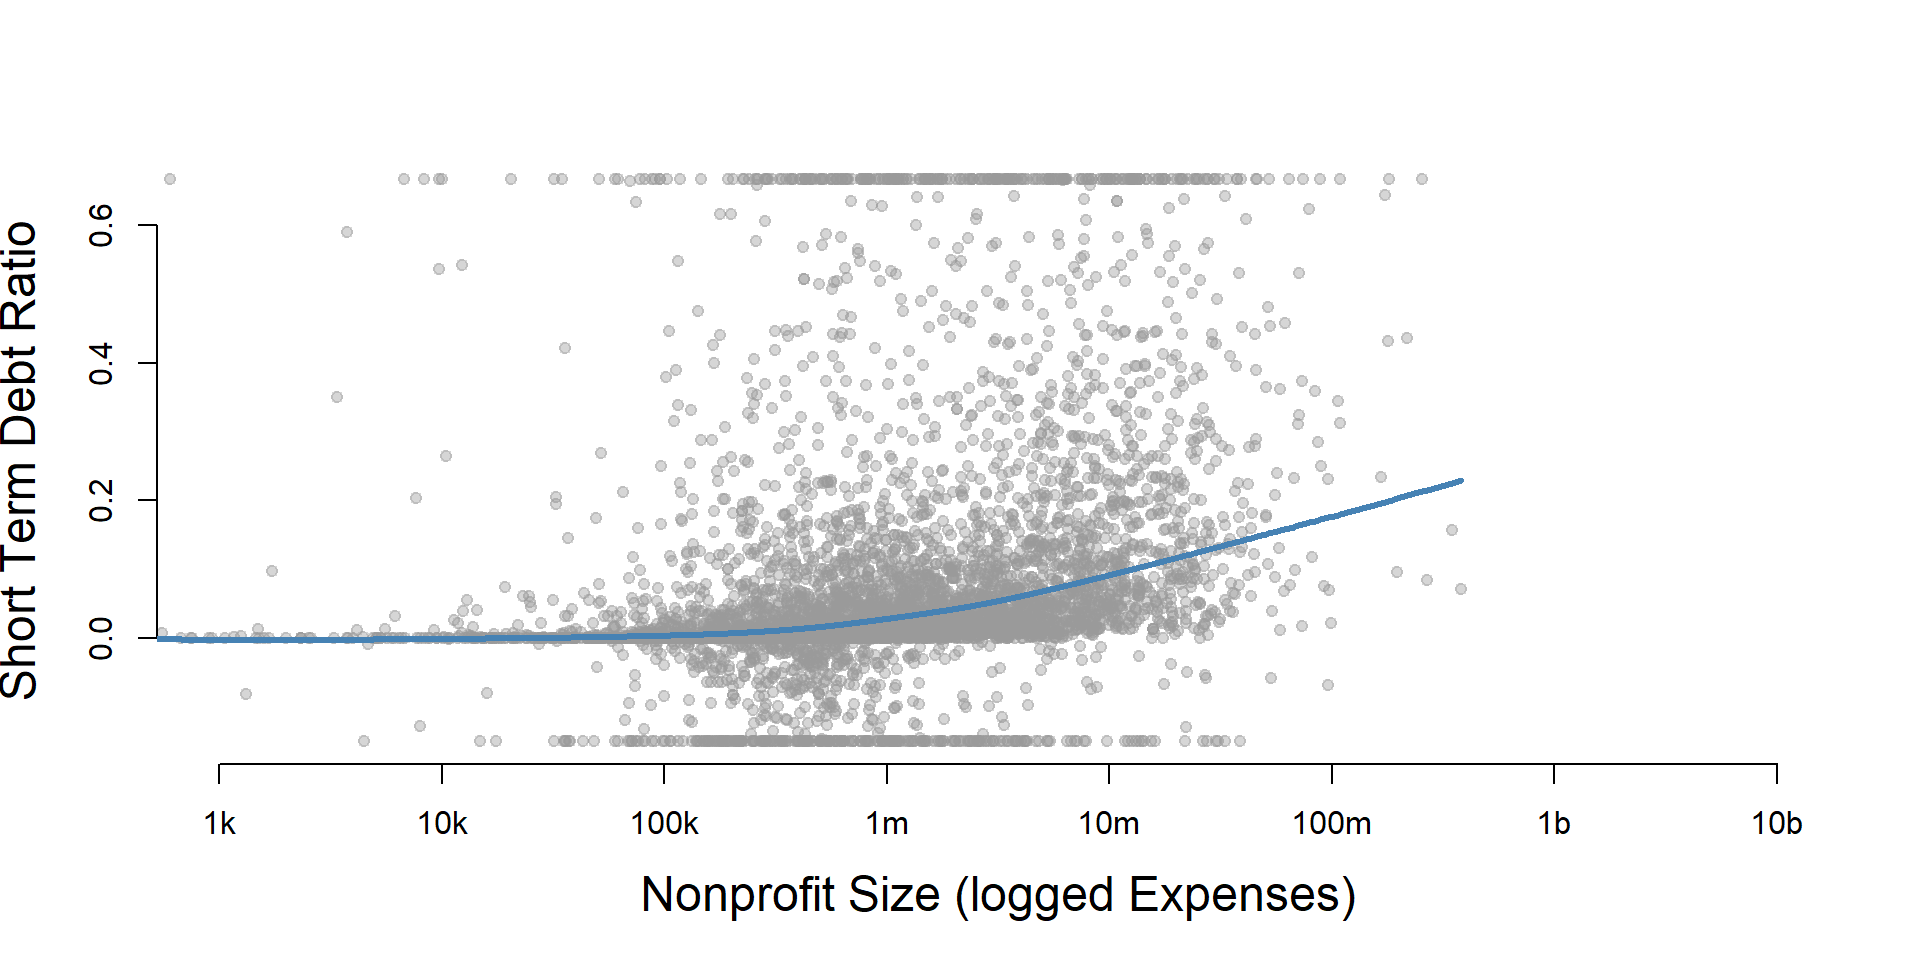 Short Term Debt Ratio
0.6
0.4
0.2
0.0
1k 10k 100k 1m 10m 100m 1b 10b
Nonprofit Size (logged Expenses)